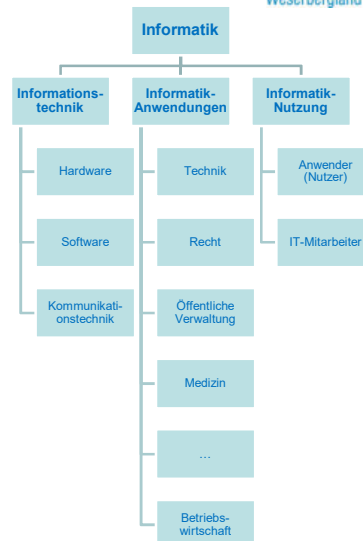 Weserbergland
Informatik
Informations-
technik
Informatik-
Anwendungen
Informatik-
Nutzung
Hardware
Technik
Anwender
(Nutzer)
Software
Recht
IT-Mitarbeiter
Kommunikati-
onstechnik
Öffentliche
Verwaltung
Medizin
...
Betriebs-
wirtschaft